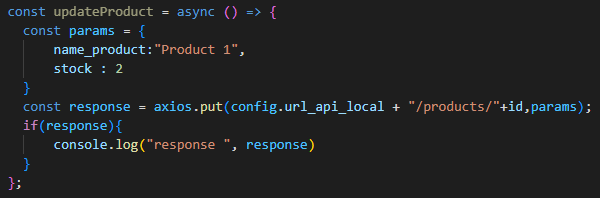 const updateProduct = async () => {
  const params = {
      name_product:"Product 1",
      stock : 2
  }
  const response = axios.put(config.url_api_local + "/products/"+id,params);
  if(response){
      console.log("response ", response)
  }
};